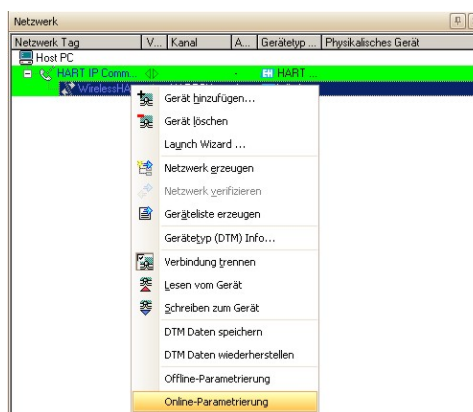 Netzwerk
Netzwerk Tag V... Kanal A... Gerätetyp ... Physikalisches Gerät
Host PC
HART IP Comm... - HART ...
WirelessHA
Gerät hinzufügen...
Gerät löschen
Launch Wizard ...
Netzwerk erzeugen
Netzwerk verifizieren
Geräteliste erzeugen
Gerätetyp (DTM) Info...
Verbindung trennen
Lesen vom Gerät
Schreiben zum Gerät
DTM Daten speichern
DTM Daten wiederherstellen
Offline-Parametrierung
Online-Parametrierung